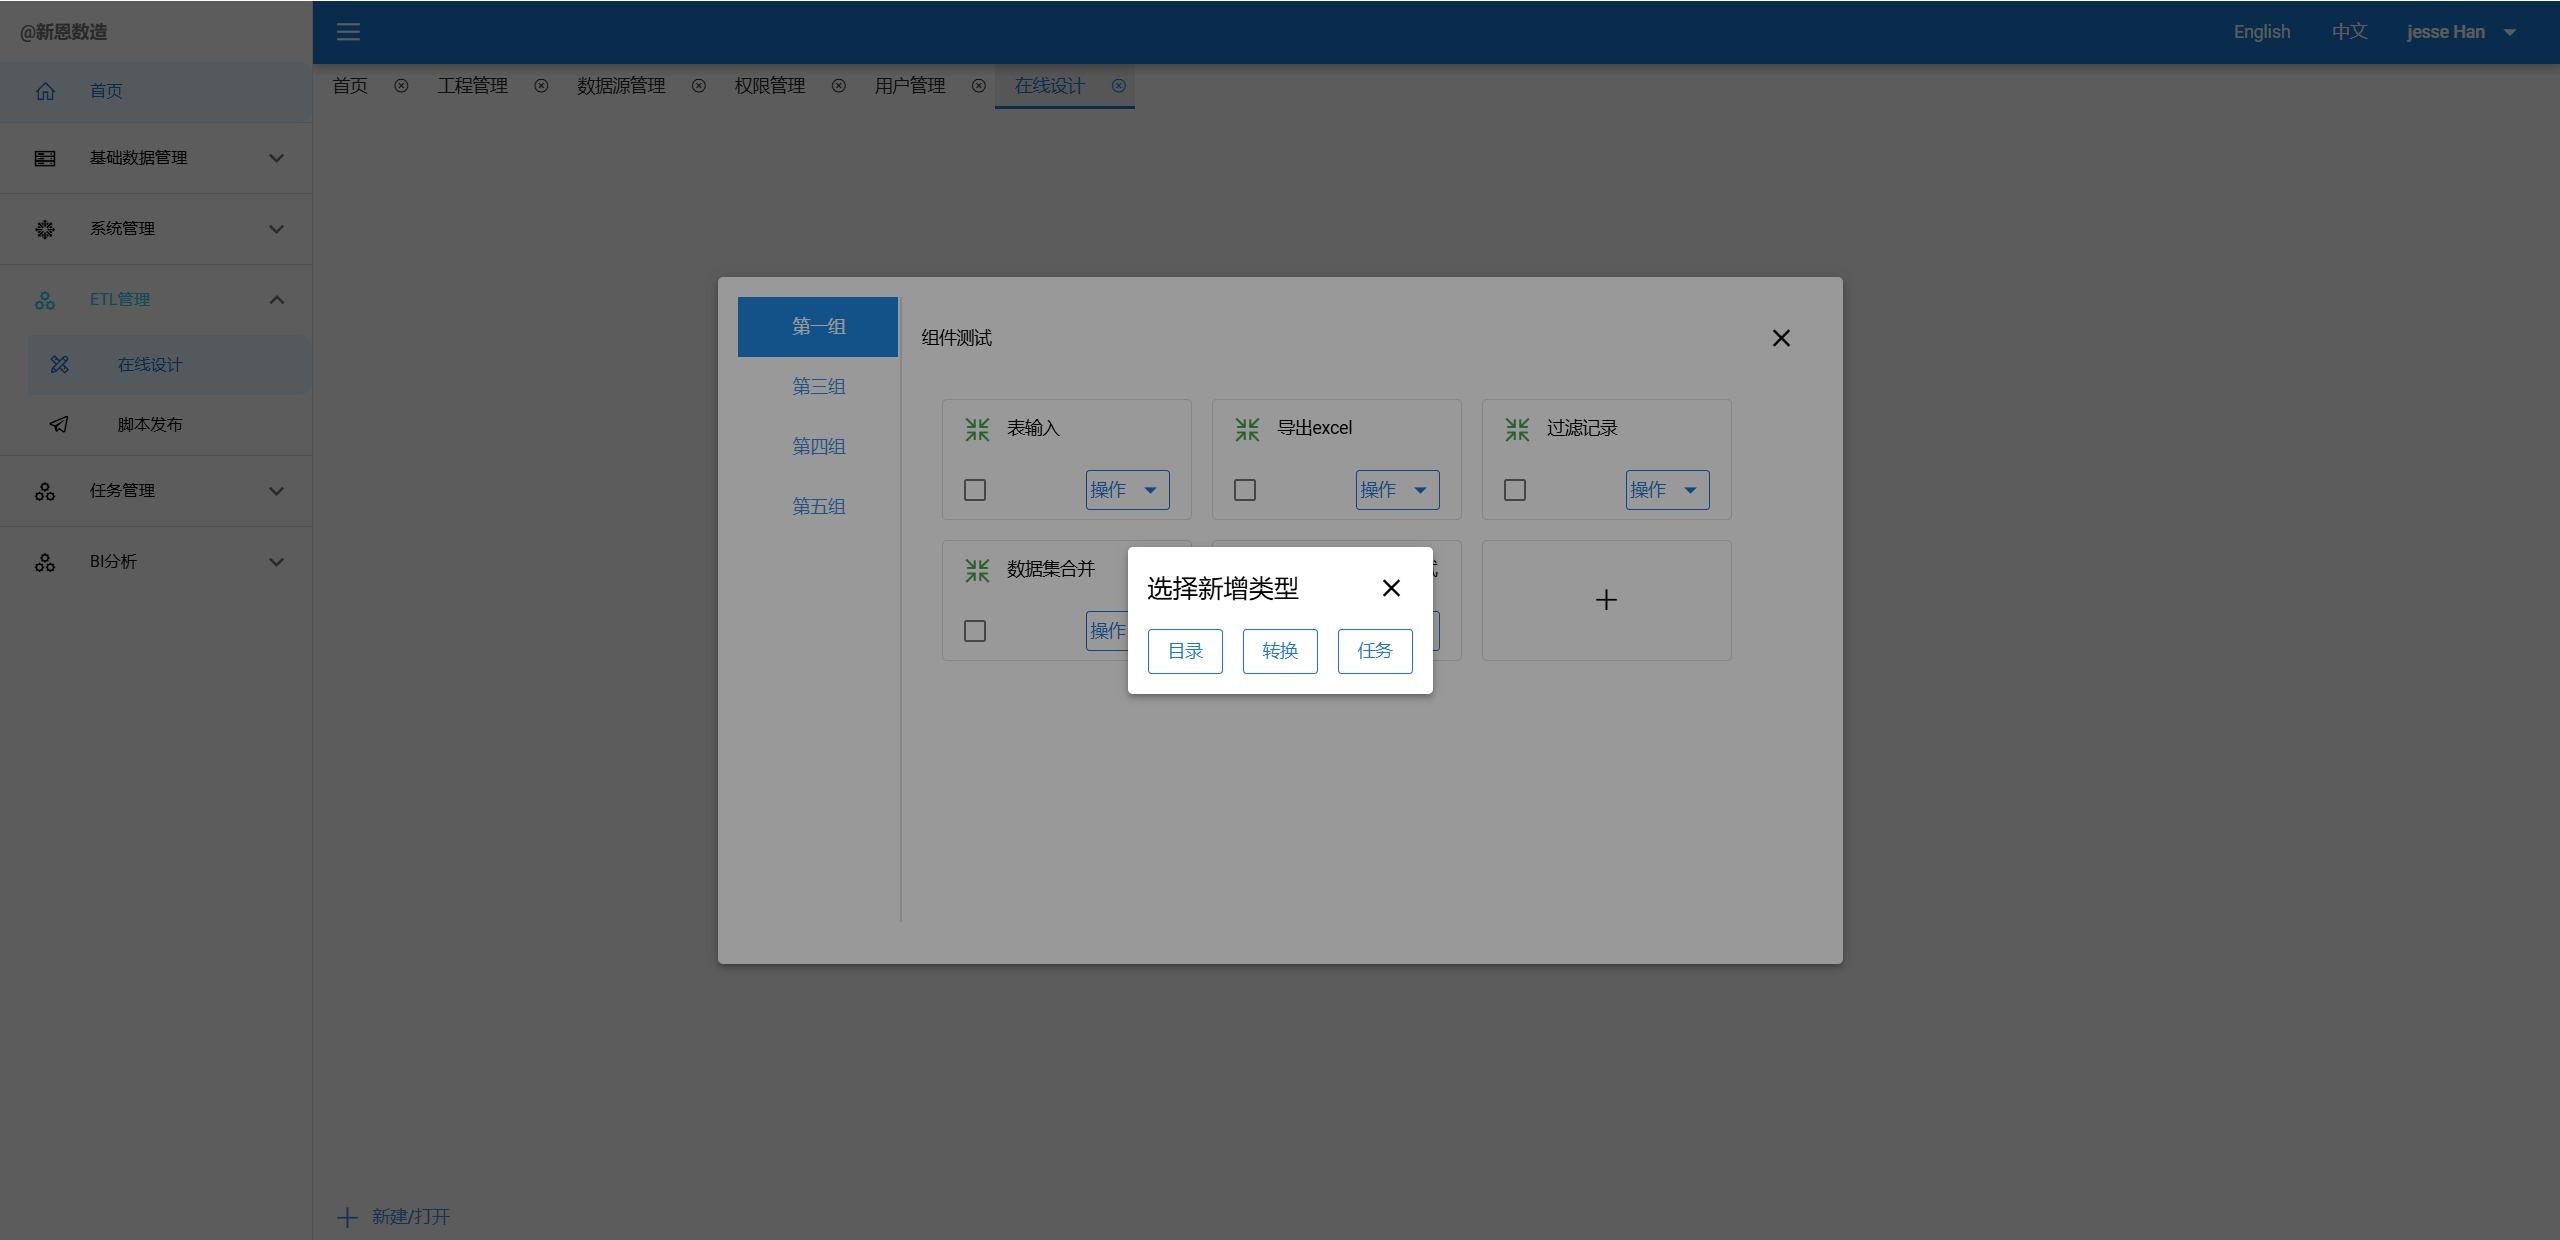 @新恩数造
English 中文 jesse Han
首页 工程管理 数据源管理 权限管理 用户管理 在线设计
首页
基础数据管理
系统管理
ETL管理
在线设计
脚本发布
任务管理
BI分析
第一组
第三组
第四组
第五组
组件测试
表输入 导出excel 过滤记录
操作 操作 操作
数据集合并
操作
选择新增类型
目录 转换 任务
新建/打开